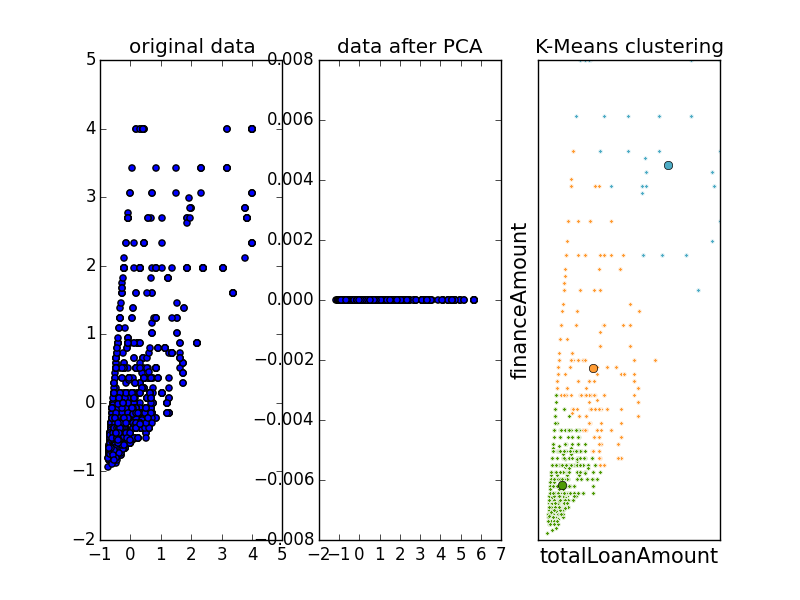 original data
data after PCA
K-Means clustering
5
4
3
2
1
0
−1
−2
−1 0 1 2 3 4 5
0.008
0.006
0.004
0.002
0.000
−0.002
−0.004
−0.006
−0.008
−2 −1 0 1 2 3 4 5 6 7
financeAmount
totalLoanAmount